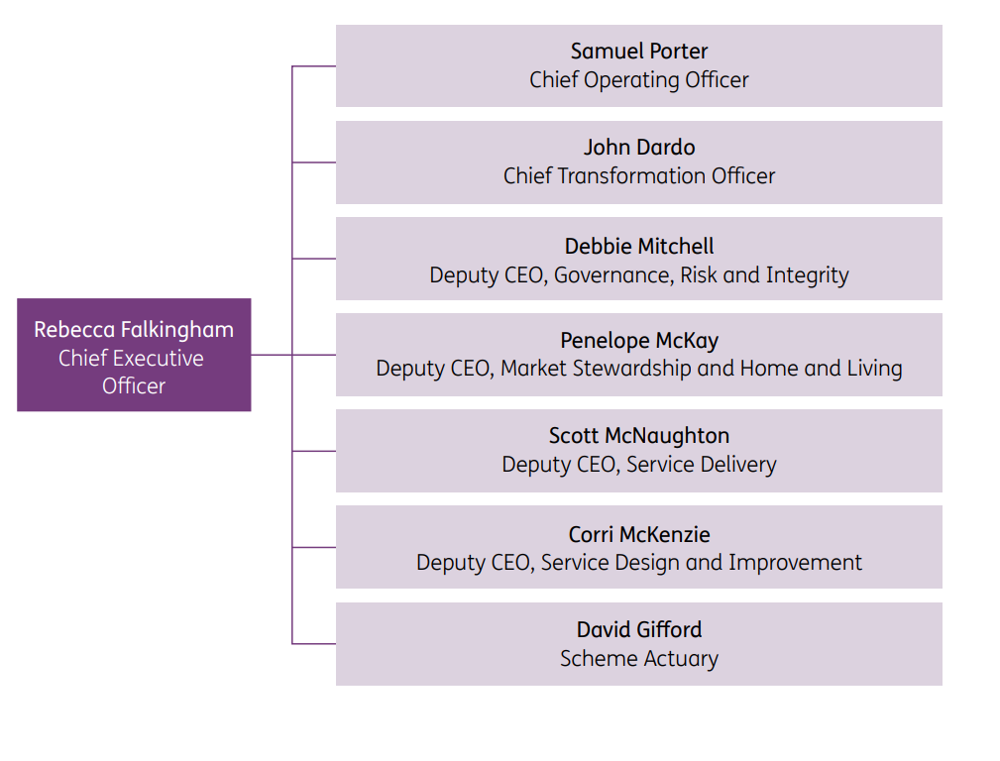 Samuel Porter
Chief Operating Officer
John Dardo
Chief Transformation Officer
Debbie Mitchell
Deputy CEO, Governance, Risk and Integrity
Rebecca Falkingham
Chief Executive
Officer
Penelope McKay
Deputy CEO, Market Stewardship and Home and Living
Scott McNaughton
Deputy CEO, Service Delivery
Corri McKenzie
Deputy CEO, Service Design and Improvement
David Gifford
Scheme Actuary